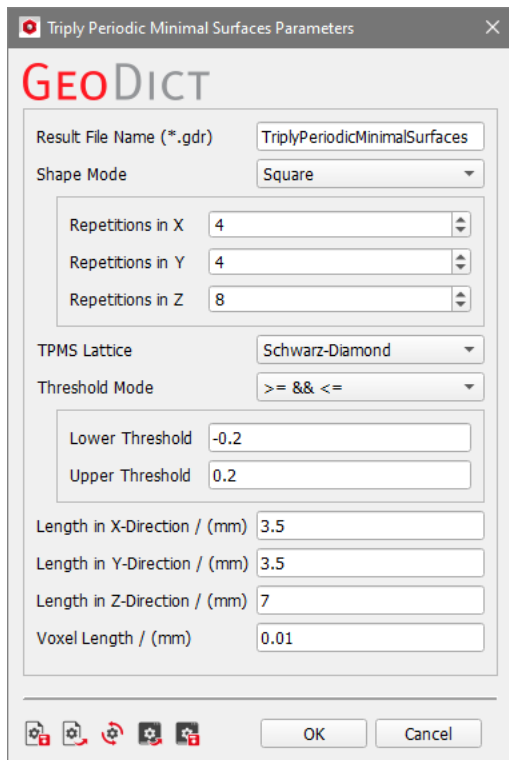 Triply Periodic Minimal Surfaces Parameters
GEODICT
Result File Name (*.gdr) TriplyPeriodicMinimalSurfaces
Shape Mode Square
Repetitions in X 4
Repetitions in Y 4
Repetitions in Z 8
TPMS Lattice Schwarz-Diamond
Threshold Mode >= && <=
Lower Threshold -0.2
Upper Threshold 0.2
Length in X-Direction / (mm) 3.5
Length in Y-Direction / (mm) 3.5
Length in Z-Direction / (mm) 7
Voxel Length / (mm) 0.01
OK Cancel